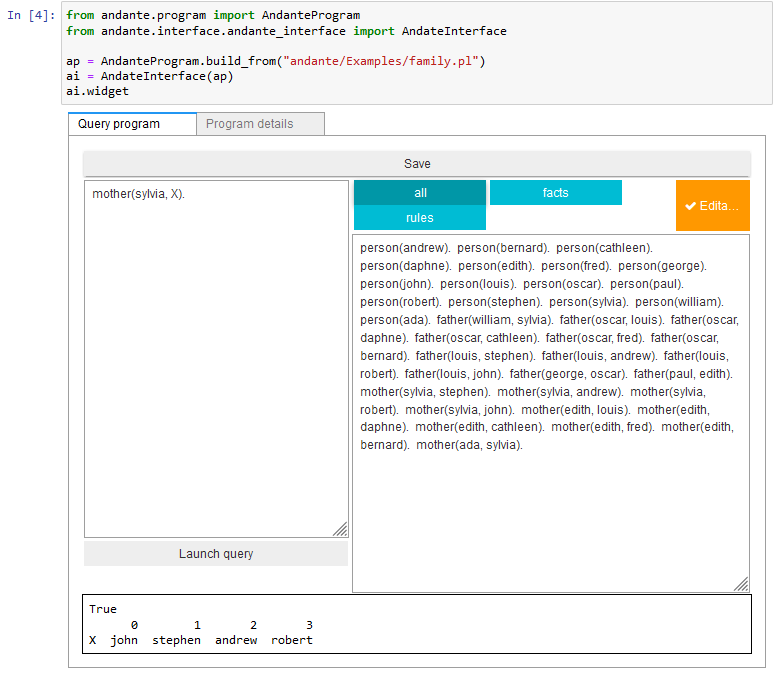 In [4]:
from andante.program import AndanteProgram
from andante.interface.andante_interface import AndateInterface
ap = AndanteProgram.build_from("andante/Examples/family.pl")
ai = AndateInterface(ap)
ai.widget
Query program
Program details
Save
mother(sylvia, X).
all
facts
rules
✔ Edita...
person(andrew). person(bernard). person(cathleen).
person(daphne). person(edith). person(fred). person(george).
person(john). person(louis). person(oscar). person(paul).
person(robert). person(stephen). person(sylvia). person(william).
person(ada). father(william, sylvia). father(oscar, louis). father(oscar,
daphne). father(oscar, cathleen). father(oscar, fred). father(oscar,
bernard). father(louis, stephen). father(louis, andrew). father(louis,
robert). father(louis, john). father(george, oscar). father(paul, edith).
mother(sylvia, stephen). mother(sylvia, andrew). mother(sylvia,
robert). mother(sylvia, john). mother(edith, louis). mother(edith,
daphne). mother(edith, cathleen). mother(edith, fred). mother(edith,
bernard). mother(ada, sylvia).
Launch query
True
0 1 2 3
X john stephen andrew robert